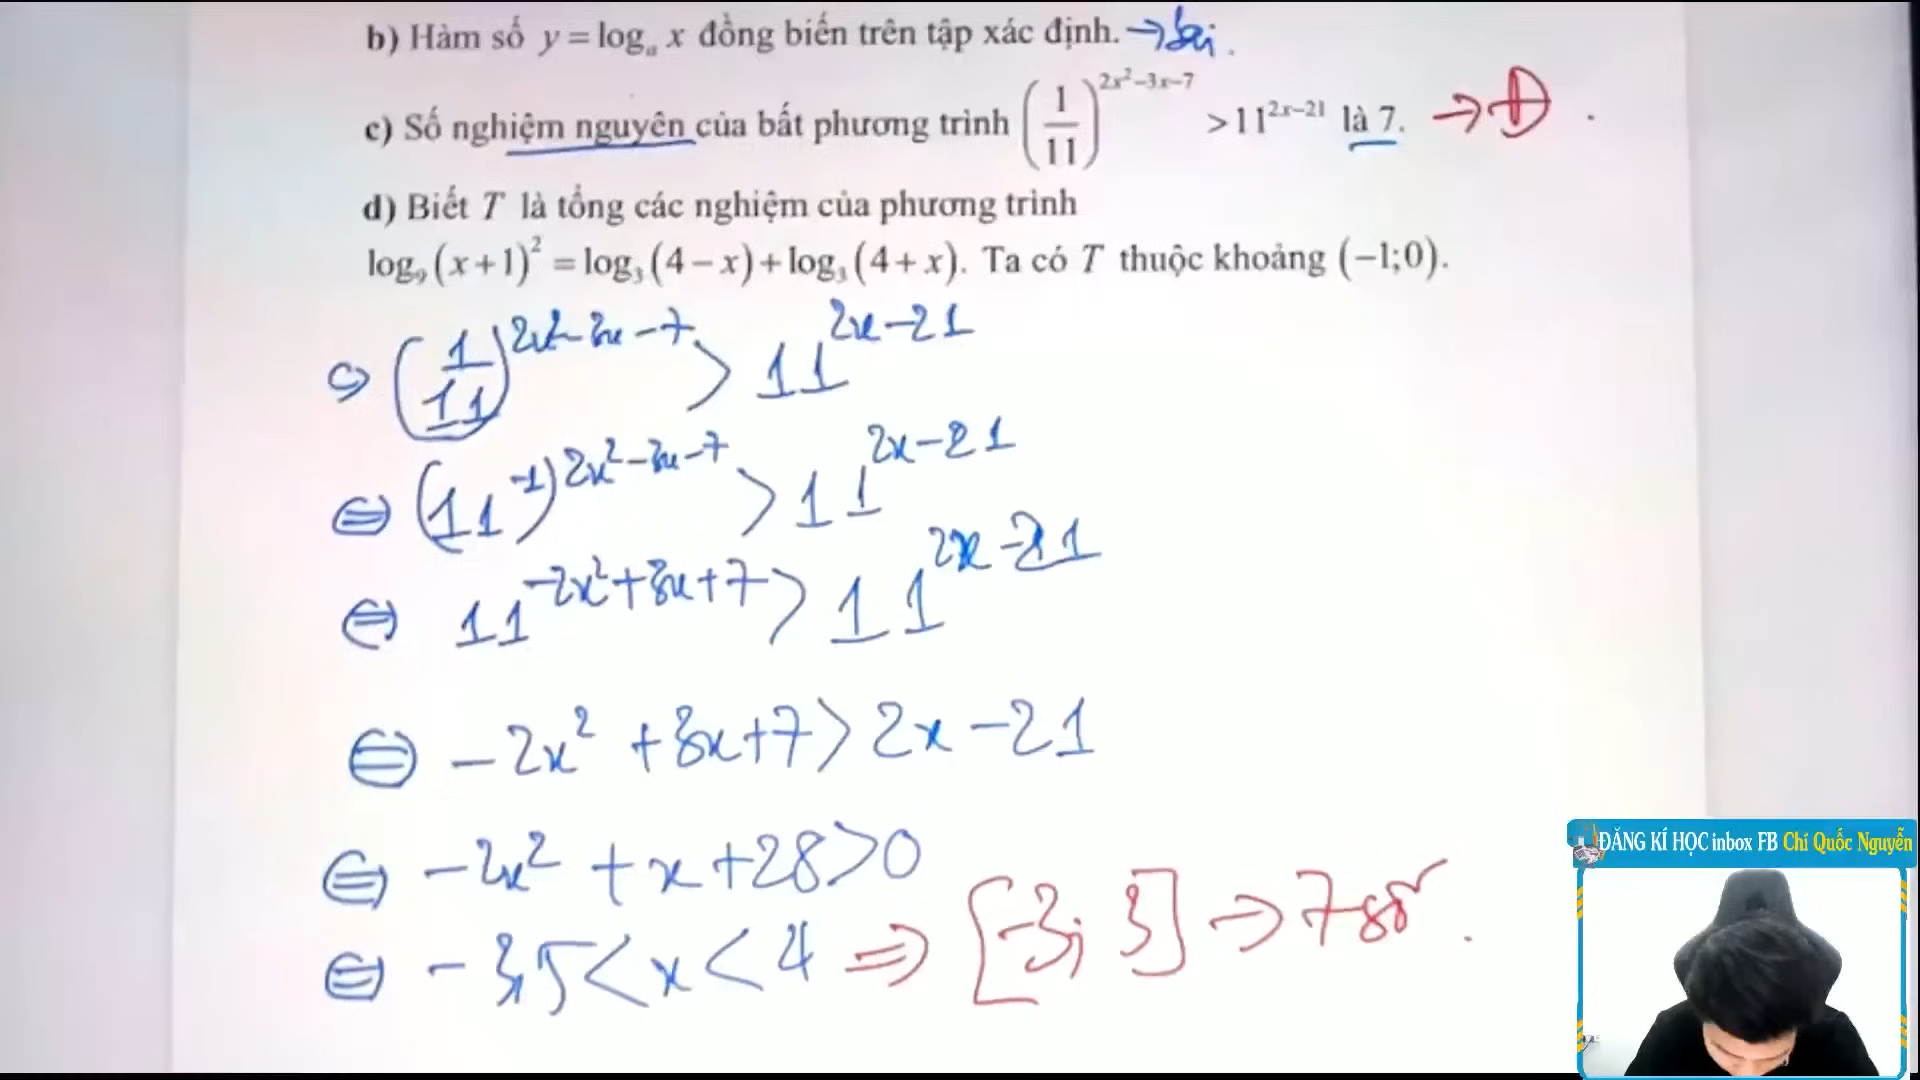 b) Hàm số y = logₐ x đồng biến trên tập xác định. → Sai.
c) Số nghiệm nguyên của bất phương trình (1/11)^(2x²−3x−7) > 11^(2x−21) là 7. → Đ.
d) Biết T là tổng các nghiệm của phương trình
log₉(x+1)² = log₃(4−x) + log₃(4+x). Ta có T thuộc khoảng (−1;0).
c) (1/11)^(2x²−3x−7) > 11^(2x−21)
⇔ (11⁻¹)^(2x²−3x−7) > 11^(2x−21)
⇔ 11^(−2x²+3x+7) > 11^(2x−21)
⇔ −2x² + 3x + 7 > 2x − 21
⇔ −2x² + x + 28 > 0
⇔ −3,5 < x < 4 ⇒ [−3; 3] → 7 số.
ĐĂNG KÍ HỌC inbox FB Chí Quốc Nguyễn